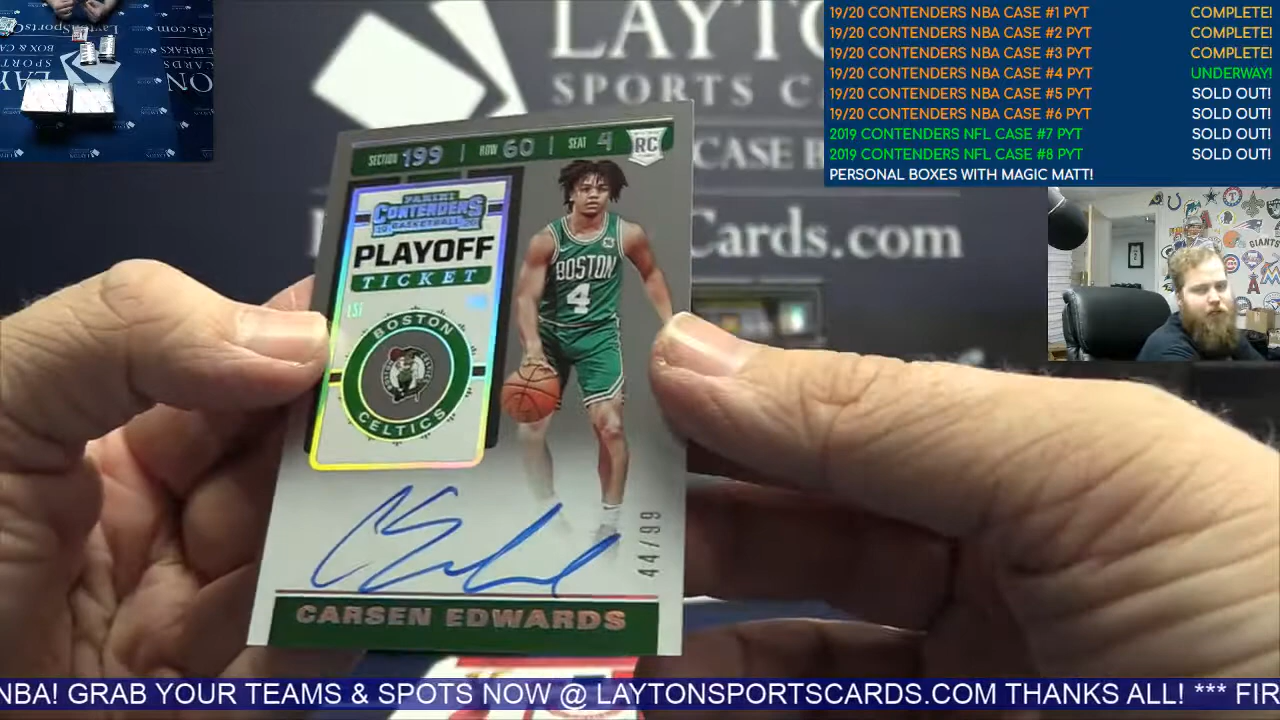 19/20 CONTENDERS NBA CASE #1 PYT COMPLETE!
19/20 CONTENDERS NBA CASE #2 PYT COMPLETE!
19/20 CONTENDERS NBA CASE #3 PYT COMPLETE!
19/20 CONTENDERS NBA CASE #4 PYT UNDERWAY!
19/20 CONTENDERS NBA CASE #5 PYT SOLD OUT!
19/20 CONTENDERS NBA CASE #6 PYT SOLD OUT!
2019 CONTENDERS NFL CASE #7 PYT SOLD OUT!
2019 CONTENDERS NFL CASE #8 PYT SOLD OUT!
PERSONAL BOXES WITH MAGIC MATT!
LAYTO
SPORTS CA
CASE
Cards.com
SECTION 199 | ROW 60 | SEAT 4
RC
PANINI
CONTENDERS
BASKETBALL
PLAYOFF
TICKET
BOSTON
CELTICS
BOSTON
4
44/99
CARSEN EDWARDS
NBA! GRAB YOUR TEAMS & SPOTS NOW @ LAYTONSPORTSCARDS.COM THANKS ALL! *** FIR